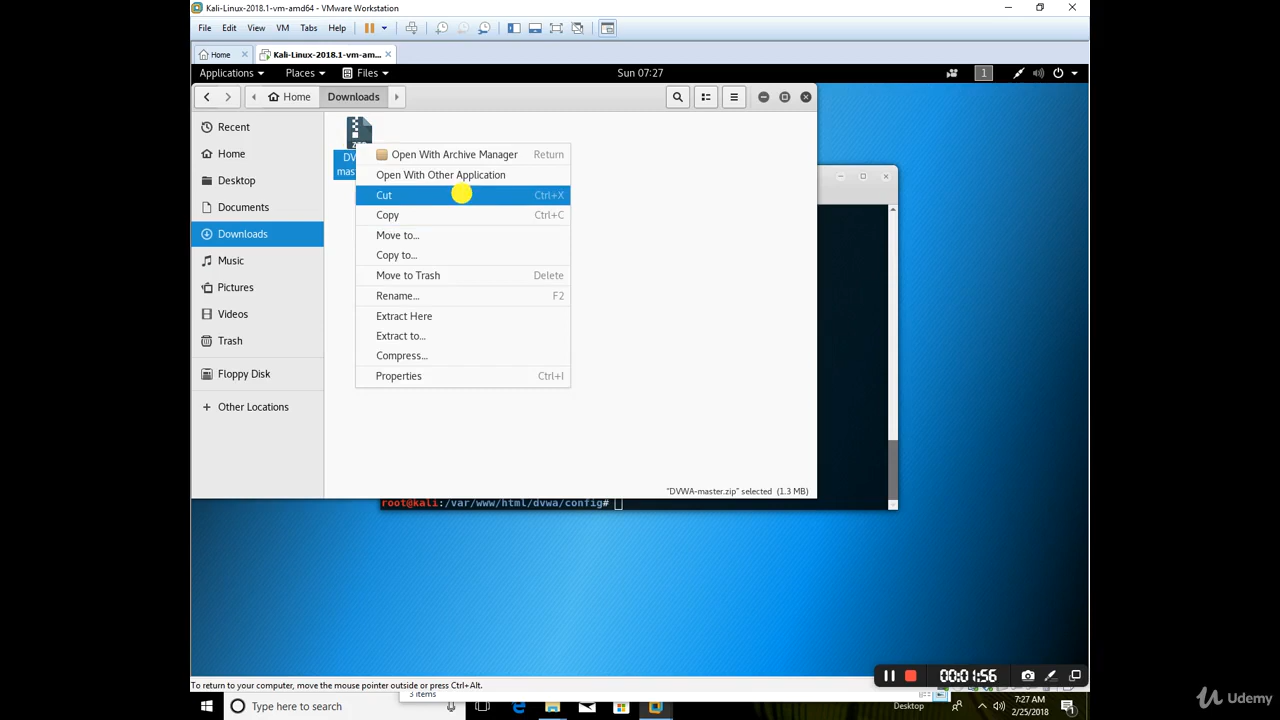 Kali-Linux-2018.1-vm-amd64 - VMware Workstation
File Edit View VM Tabs Help
Home Kali-Linux-2018.1-vm-am...
Applications Places Files Sun 07:27 1
Home Downloads
Recent
Home
Desktop
Documents
Downloads
Music
Pictures
Videos
Trash
Floppy Disk
+ Other Locations
DV
mas
Open With Archive Manager Return
Open With Other Application
Cut Ctrl+X
Copy Ctrl+C
Move to...
Copy to...
Move to Trash Delete
Rename... F2
Extract Here
Extract to...
Compress...
Properties Ctrl+I
"DVWA-master.zip" selected (1.3 MB)
root@kali:/var/www/html/dvwa/config#
00:01:56
To return to your computer, move the mouse pointer outside or press Ctrl+Alt.
3 items
Type here to search
Desktop
7:27 AM
2/25/2018
1
Udemy